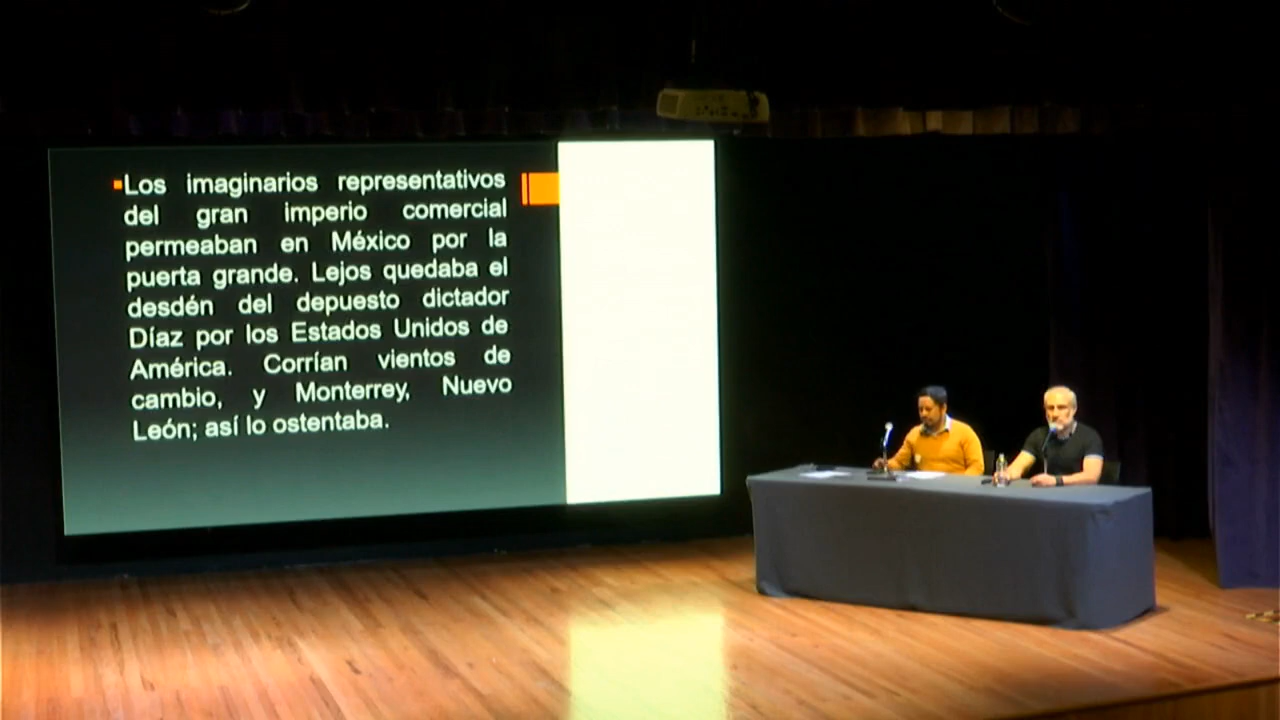 Los imaginarios representativos
del gran imperio comercial
permeaban en México por la
puerta grande. Lejos quedaba el
desdén del depuesto dictador
Díaz por los Estados Unidos de
América. Corrían vientos de
cambio, y Monterrey, Nuevo
León; así lo ostentaba.